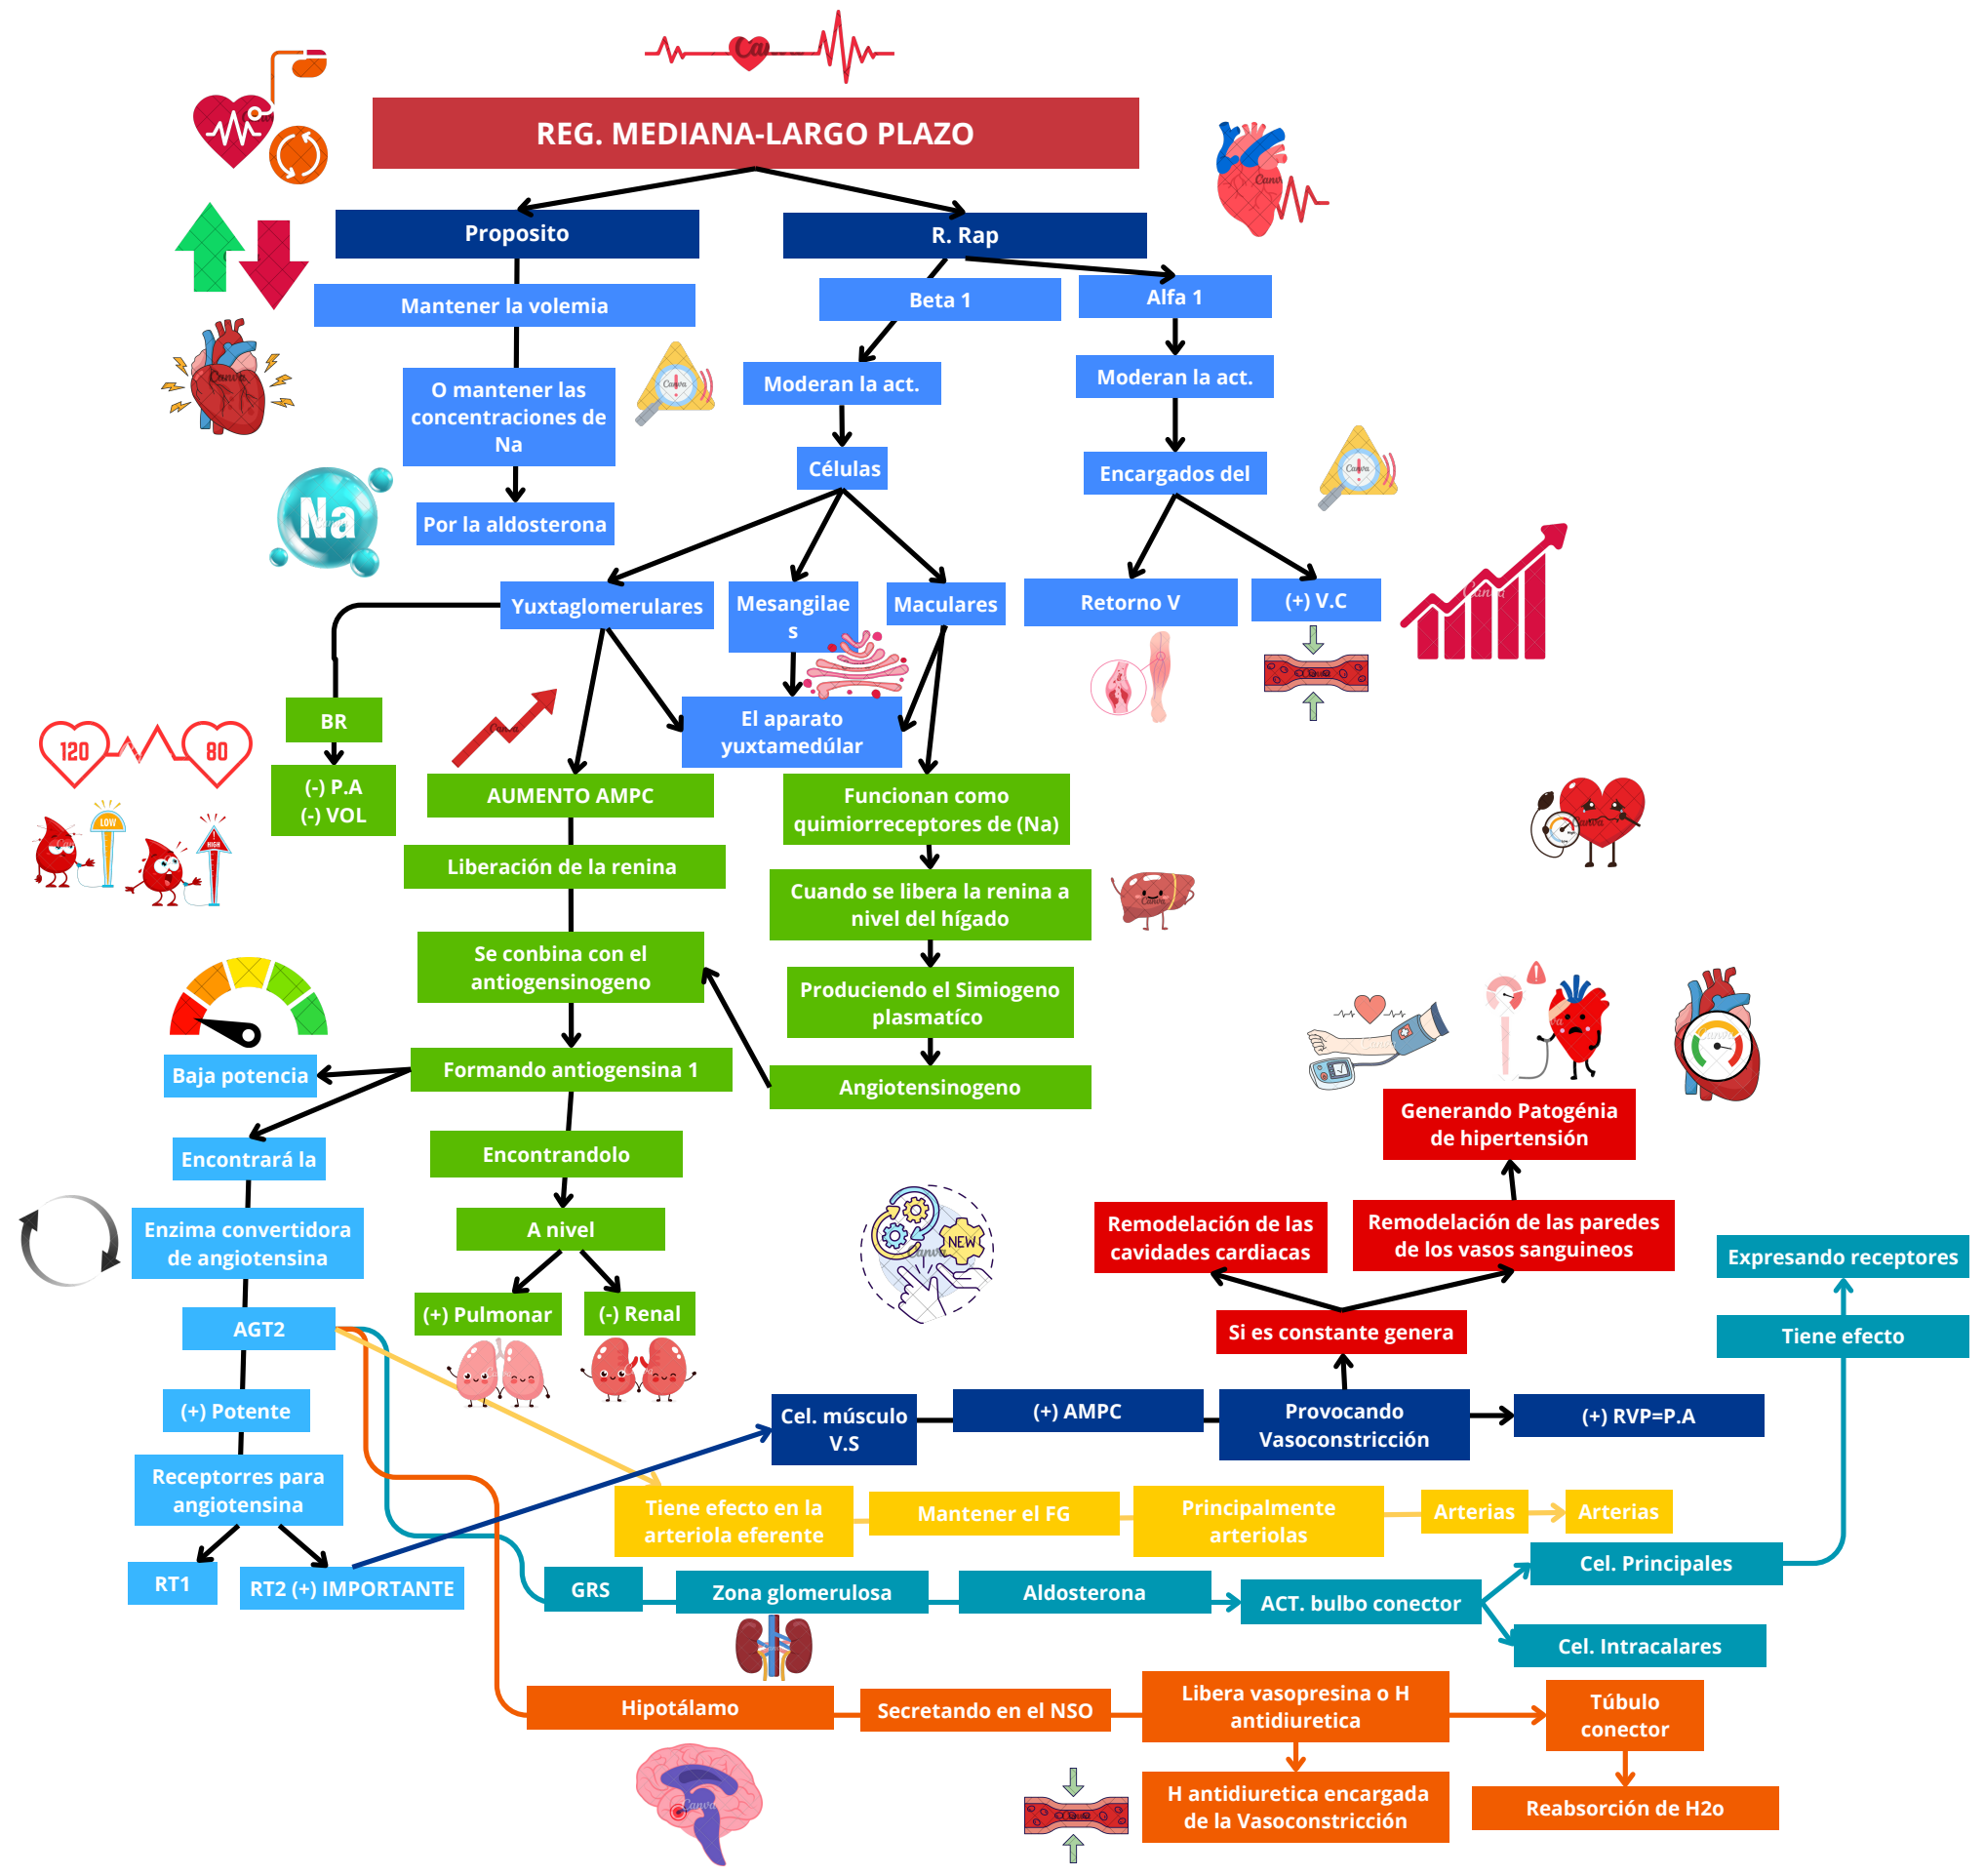 REG. MEDIANA-LARGO PLAZO
Proposito
R. Rap
Mantener la volemia
Beta 1
Alfa 1
O mantener las
concentraciones de
Na
Moderan la act.
Moderan la act.
Células
Encargados del
Na
Por la aldosterona
Yuxtaglomerulares
Mesangilae
s
Maculares
Retorno V
(+) V.C
BR
El aparato
yuxtamedúlar
120
80
(-) P.A
(-) VOL
AUMENTO AMPC
Funcionan como
quimiorreceptores de (Na)
LOW
HIGH
Liberación de la renina
Cuando se libera la renina a
nivel del hígado
Se conbina con el
antiogensinogeno
Produciendo el Simiogeno
plasmatíco
Baja potencia
Formando antiogensina 1
Angiotensinogeno
Generando Patogénia
de hipertensión
Encontrará la
Encontrandolo
Enzima convertidora
de angiotensina
A nivel
NEW
Remodelación de las
cavidades cardiacas
Remodelación de las paredes
de los vasos sanguineos
Expresando receptores
AGT2
(+) Pulmonar
(-) Renal
Si es constante genera
Tiene efecto
(+) Potente
Cel. músculo
V.S
(+) AMPC
Provocando
Vasoconstricción
(+) RVP=P.A
Receptorres para
angiotensina
Tiene efecto en la
arteriola eferente
Mantener el FG
Principalmente
arteriolas
Arterias
Arterias
RT1
RT2 (+) IMPORTANTE
GRS
Zona glomerulosa
Aldosterona
ACT. bulbo conector
Cel. Principales
Cel. Intracalares
Hipotálamo
Secretando en el NSO
Libera vasopresina o H
antidiuretica
Túbulo
conector
H antidiuretica encargada
de la Vasoconstricción
Reabsorción de H2o